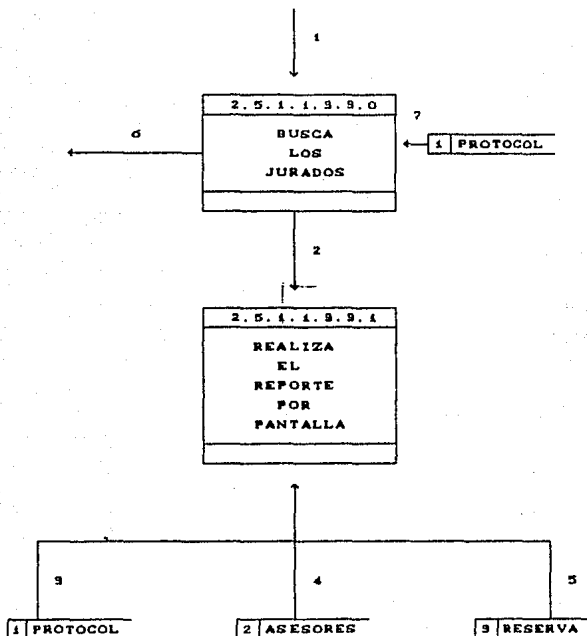 1
2.5.1.1.3.3.0
7
6
BUSCA
LOS
JURADOS
1 PROTOCOL
2
2.5.1.1.3.3.1
REALIZA
EL
REPORTE
POR
PANTALLA
3
4
5
1 PROTOCOL
2 ASESORES
3 RESERVA